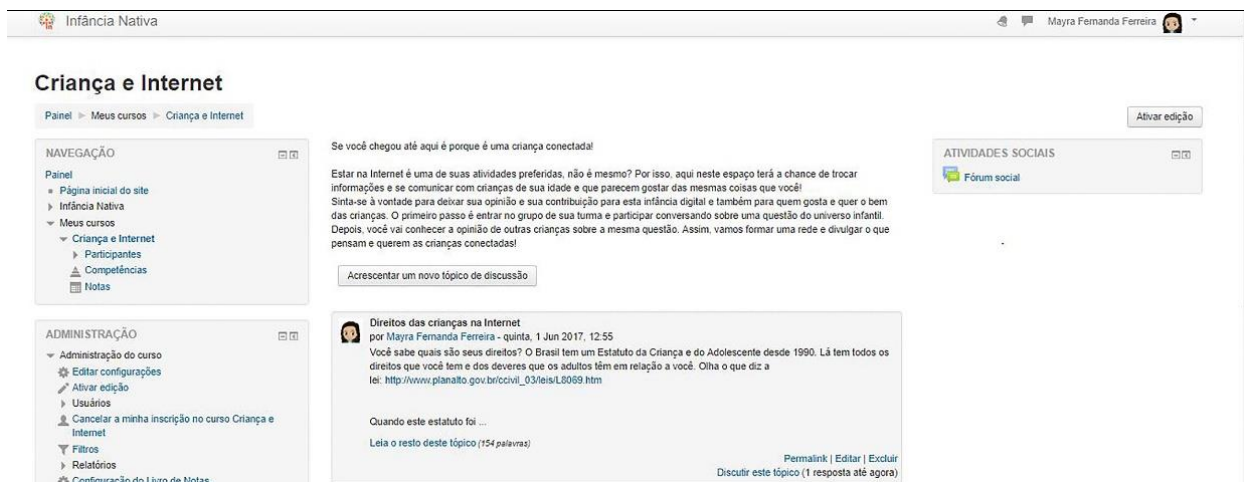 Infância Nativa
Mayra Fernanda Ferreira
Criança e Internet
Painel ► Meus cursos ► Criança e Internet
Ativar edição
NAVEGAÇÃO
Painel
Página inicial do site
Infância Nativa
Meus cursos
Criança e Internet
Participantes
Competências
Notas
ADMINISTRAÇÃO
Administração do curso
Editar configurações
Ativar edição
Usuários
Cancelar a minha inscrição no curso Criança e
Internet
Filtros
Relatórios
Configuração do Livro de Notas
Se você chegou até aqui é porque é uma criança conectada!
Estar na Internet é uma de suas atividades preferidas, não é mesmo? Por isso, aqui neste espaço terá a chance de trocar
informações e se comunicar com crianças de sua idade e que parecem gostar das mesmas coisas que você!
Sinta-se à vontade para deixar sua opinião e sua contribuição para esta infância digital e também para quem gosta e quer o bem
das crianças. O primeiro passo é entrar no grupo de sua turma e participar conversando sobre uma questão do universo infantil.
Depois, você vai conhecer a opinião de outras crianças sobre a mesma questão. Assim, vamos formar uma rede e divulgar o que
pensam e querem as crianças conectadas!
Acrescentar um novo tópico de discussão
Direitos das crianças na Internet
por Mayra Fernanda Ferreira - quinta, 1 Jun 2017, 12:55
Você sabe quais são seus direitos? O Brasil tem um Estatuto da Criança e do Adolescente desde 1990. Lá tem todos os
direitos que você tem e dos deveres que os adultos têm em relação a você. Olha o que diz a
lei: http://www.planalto.gov.br/ccivil_03/leis/L8069.htm
Quando este estatuto foi ...
Leia o resto deste tópico (154 palavras)
Permalink | Editar | Excluir
Discutir este tópico (1 resposta até agora)
ATIVIDADES SOCIAIS
Fórum social